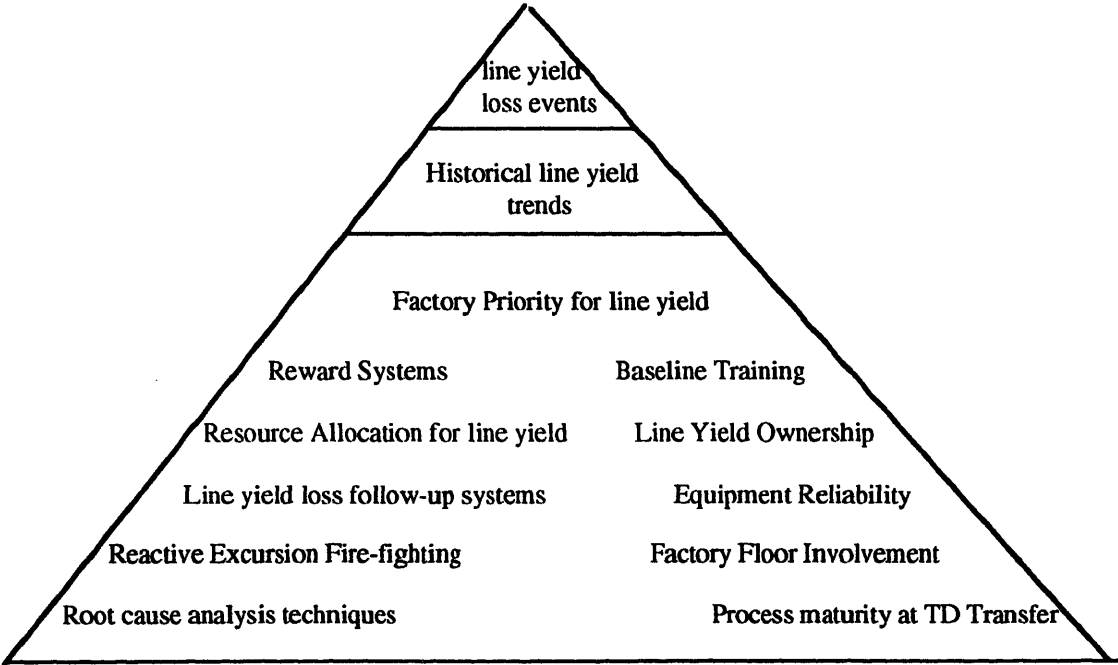 line yield
loss events
Historical line yield
trends
Factory Priority for line yield
Reward Systems
Baseline Training
Resource Allocation for line yield
Line Yield Ownership
Line yield loss follow-up systems
Equipment Reliability
Reactive Excursion Fire-fighting
Factory Floor Involvement
Root cause analysis techniques
Process maturity at TD Transfer